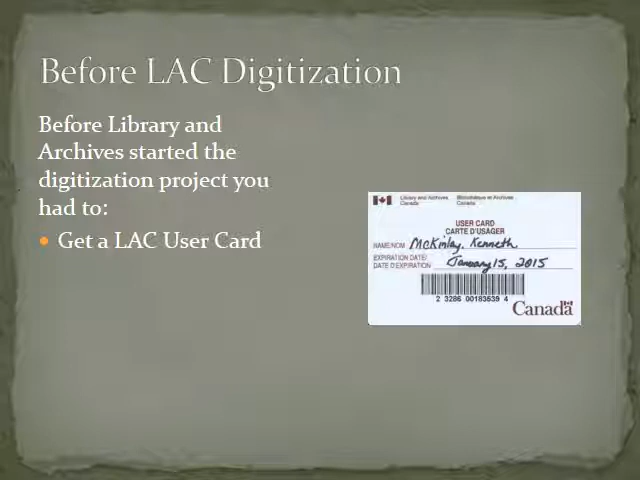 Before LAC Digitization
Before Library and
Archives started the
digitization project you
had to:
• Get a LAC User Card
Library and Archives Bibliothèque et Archives
Canada Canada
USER CARD
CARTE D'USAGER
NAME/NOM McKinlay, Kenneth
EXPIRATION DATE/
DATE D'EXPIRATION January 15, 2015
2 3286 00183639 4
Canada